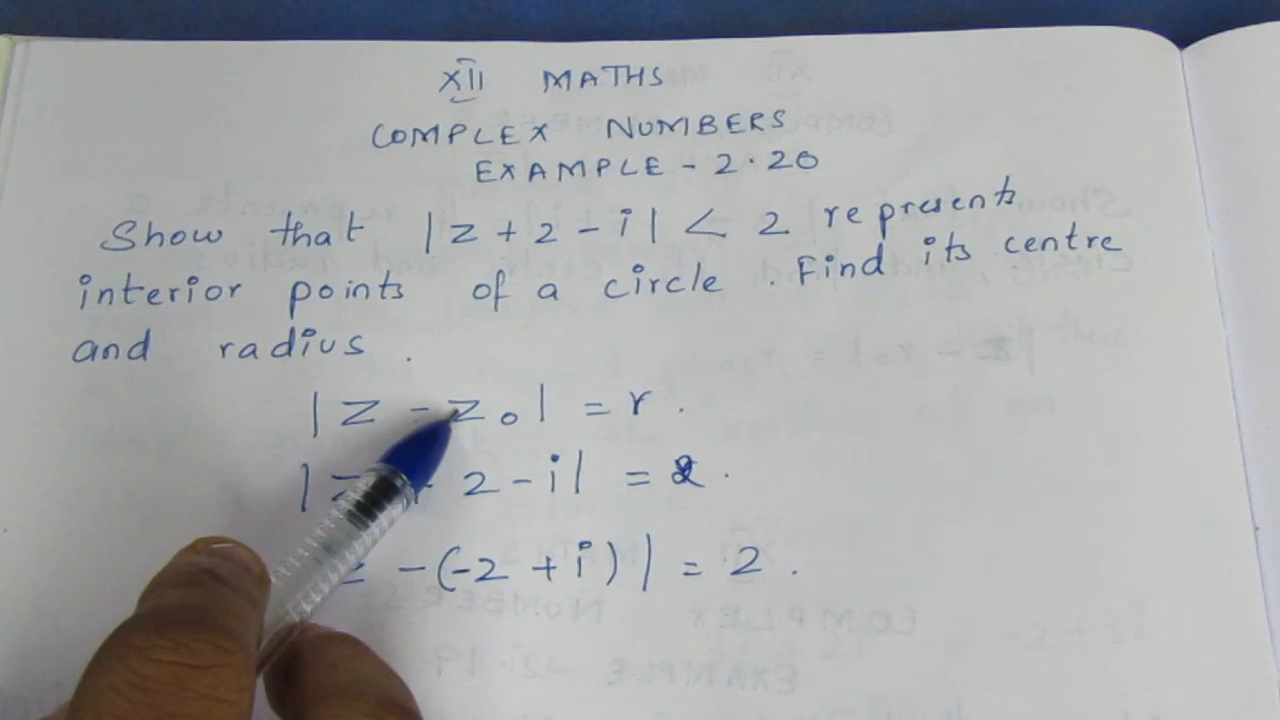 XII MATHS
COMPLEX NUMBERS
EXAMPLE - 2.20
Show that |z + 2 - i| < 2 represents
interior points of a circle. Find its centre
and radius.
|z - z₀| = r.
|z + 2 - i| = 2.
z - (-2 + i)| = 2.